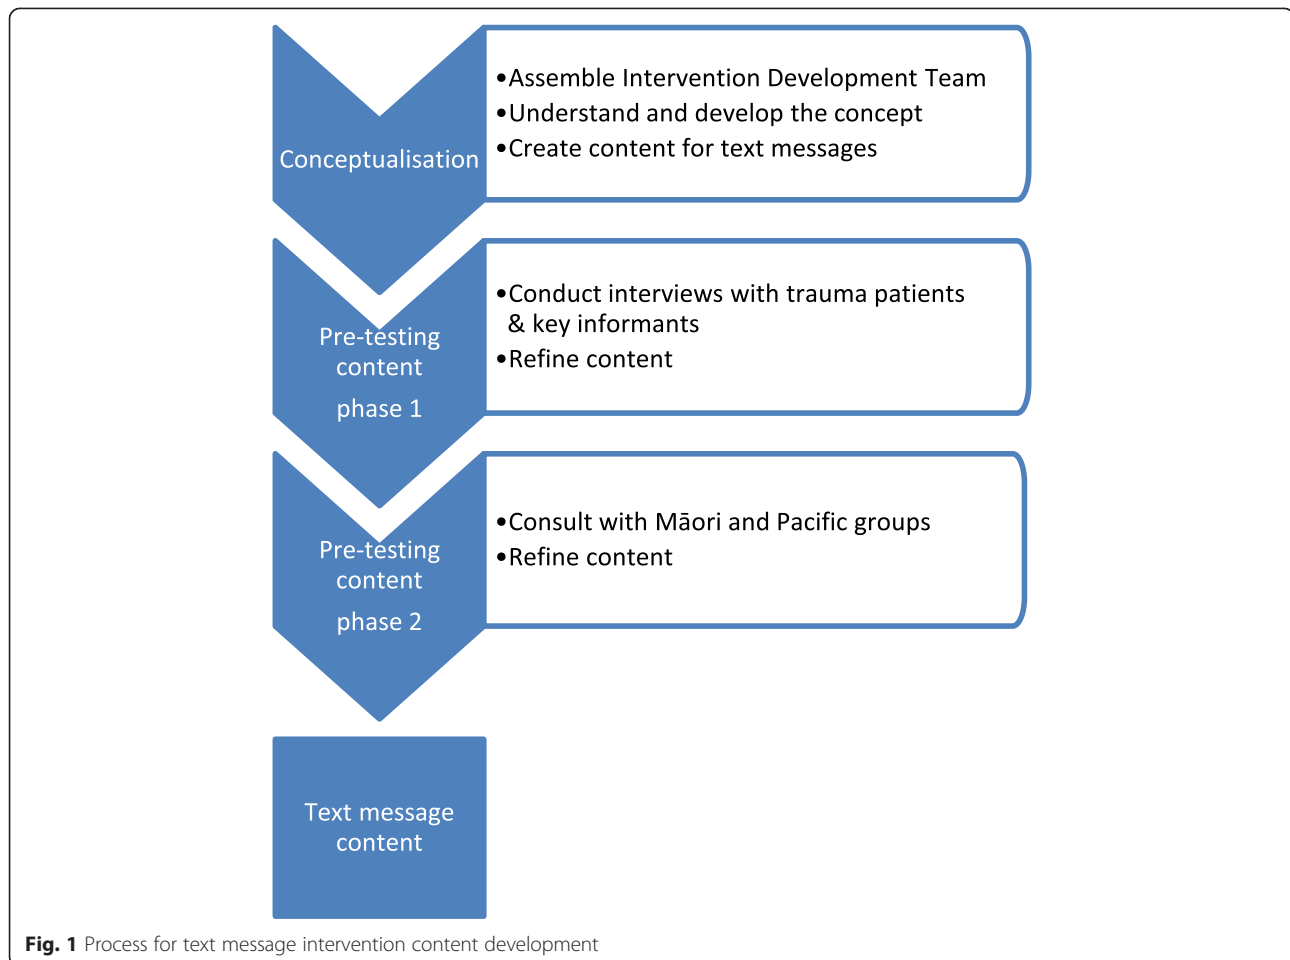 Conceptualisation
•Assemble Intervention Development Team
•Understand and develop the concept
•Create content for text messages
Pre-testing
content
phase 1
•Conduct interviews with trauma patients
& key informants
•Refine content
Pre-testing
content
phase 2
•Consult with Māori and Pacific groups
•Refine content
Text message
content
Fig. 1 Process for text message intervention content development